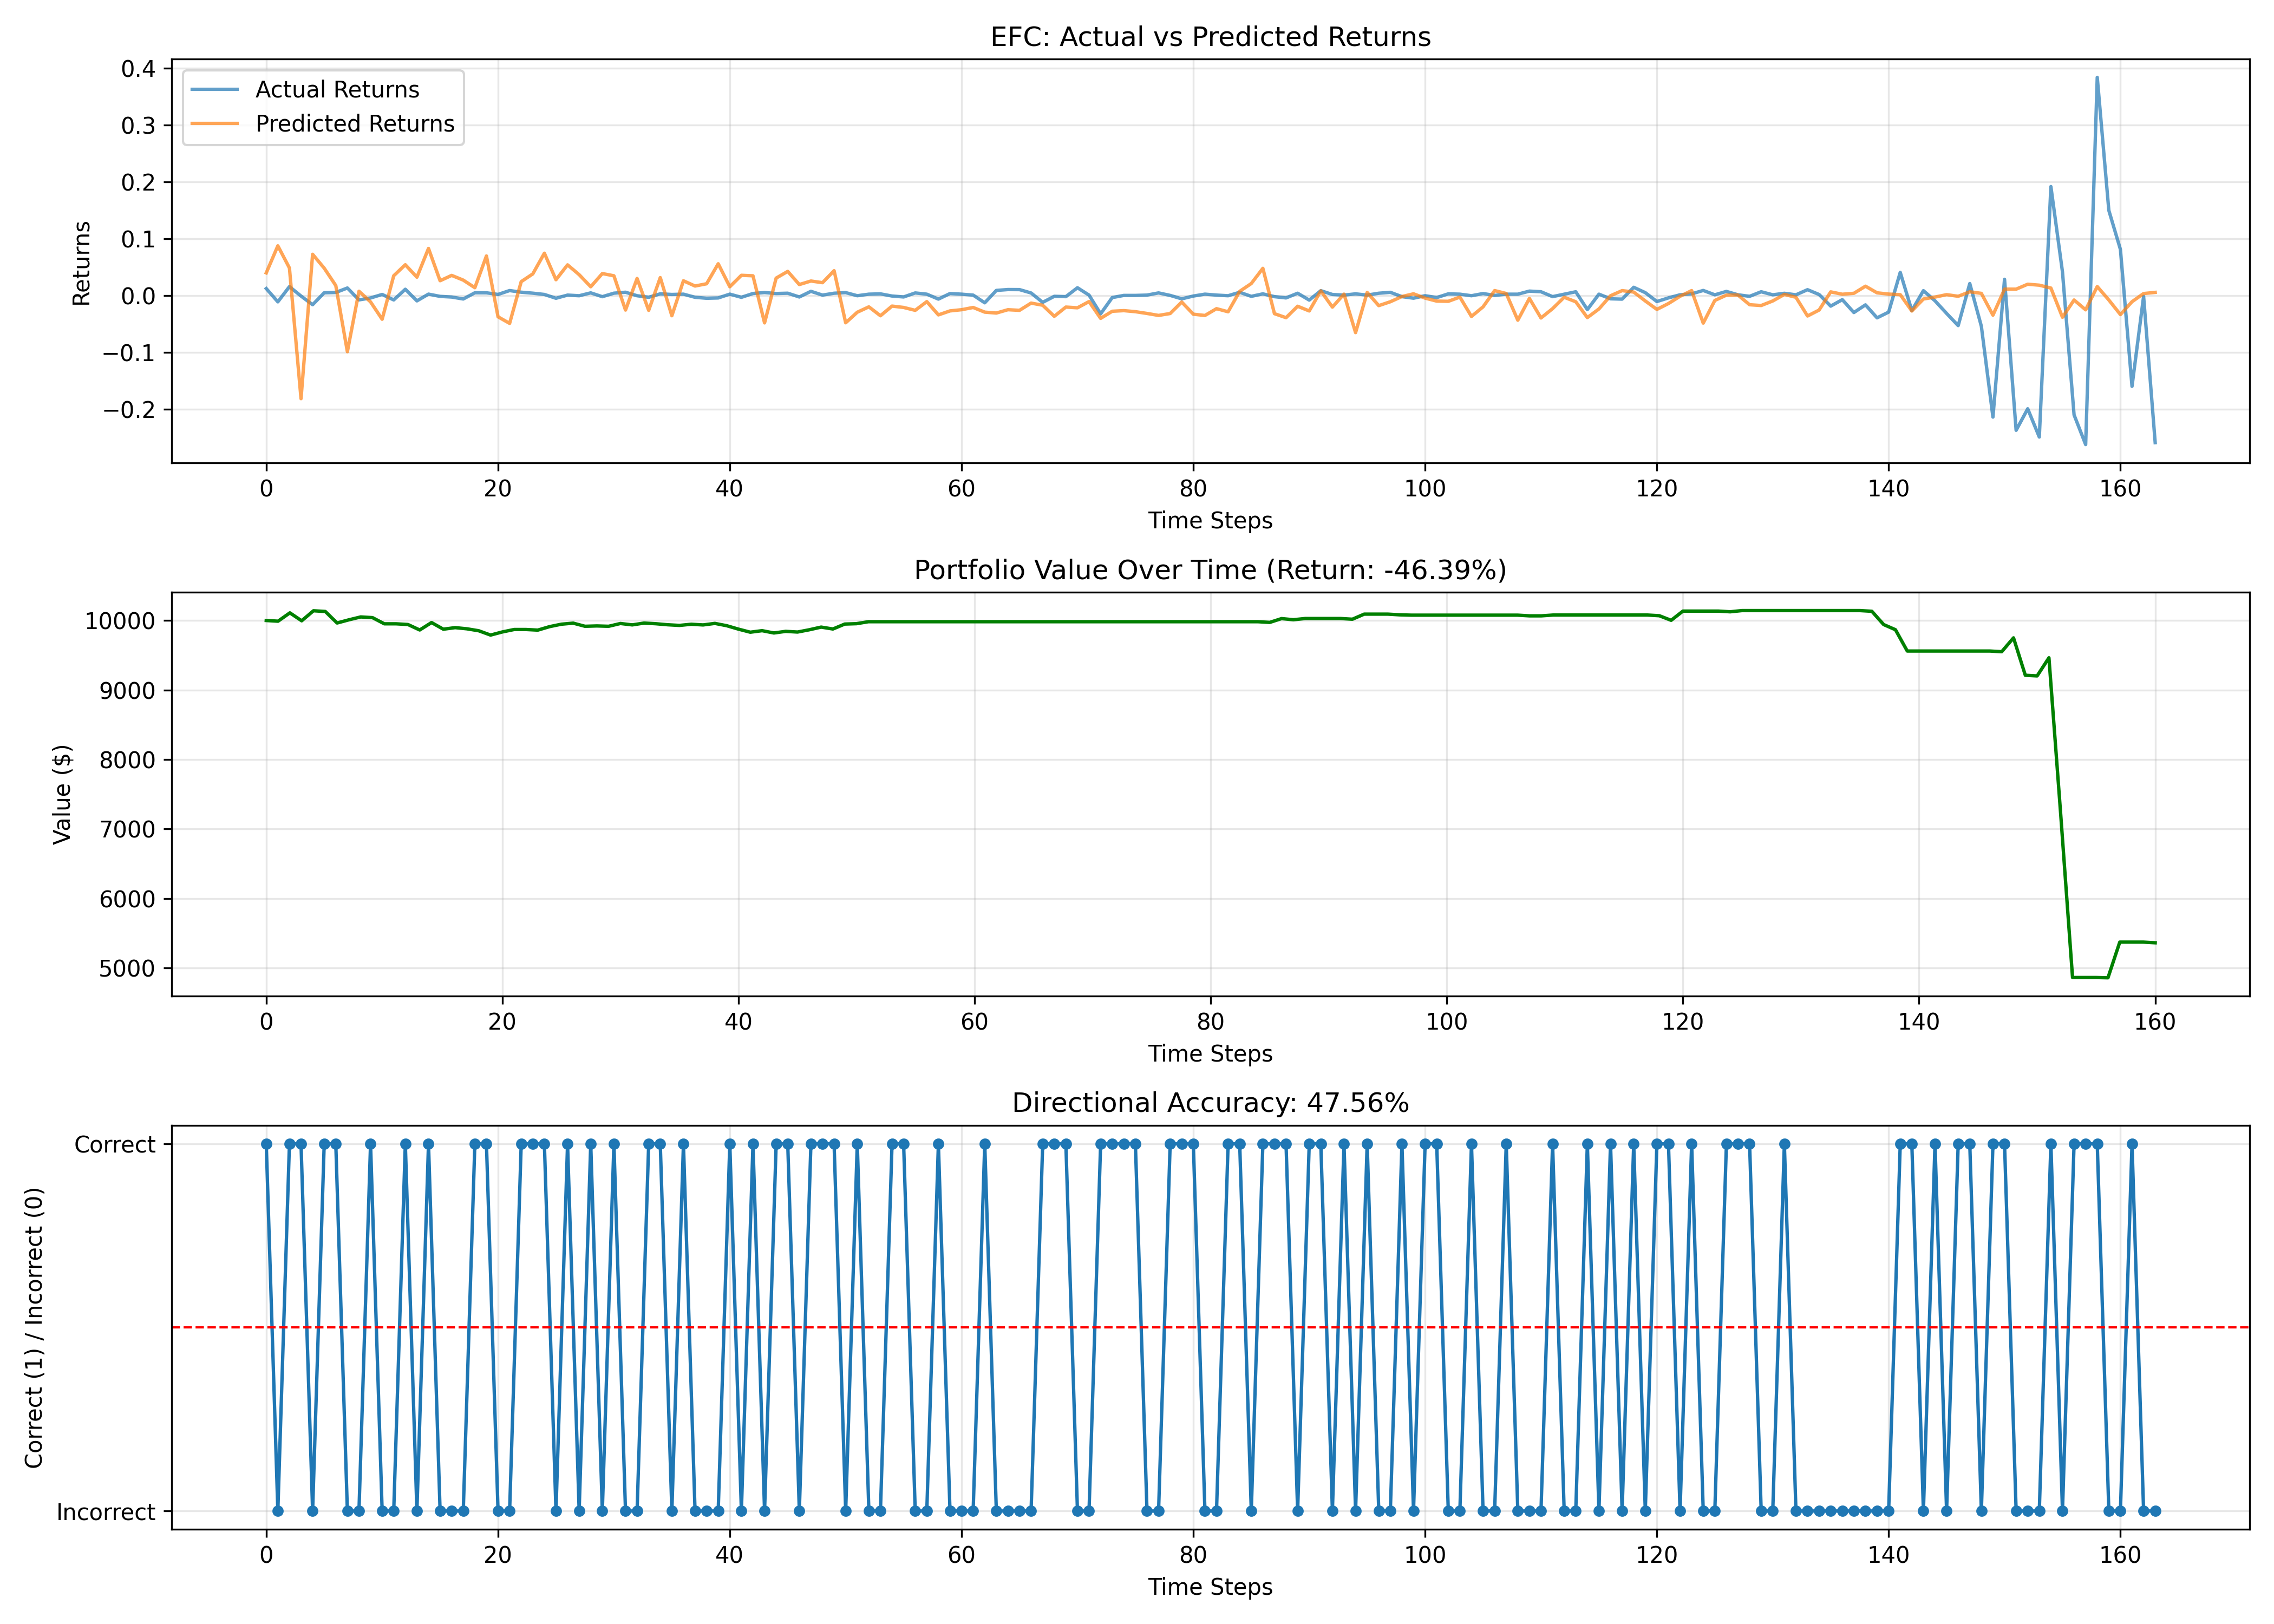 EFC: Actual vs Predicted Returns
0.4
0.3
0.2
0.1
0.0
−0.1
−0.2
Returns
Actual Returns
Predicted Returns
0 20 40 60 80 100 120 140 160
Time Steps
Portfolio Value Over Time (Return: -46.39%)
10000
9000
8000
7000
6000
5000
Value ($)
0 20 40 60 80 100 120 140 160
Time Steps
Directional Accuracy: 47.56%
Correct
Incorrect
Correct (1) / Incorrect (0)
0 20 40 60 80 100 120 140 160
Time Steps